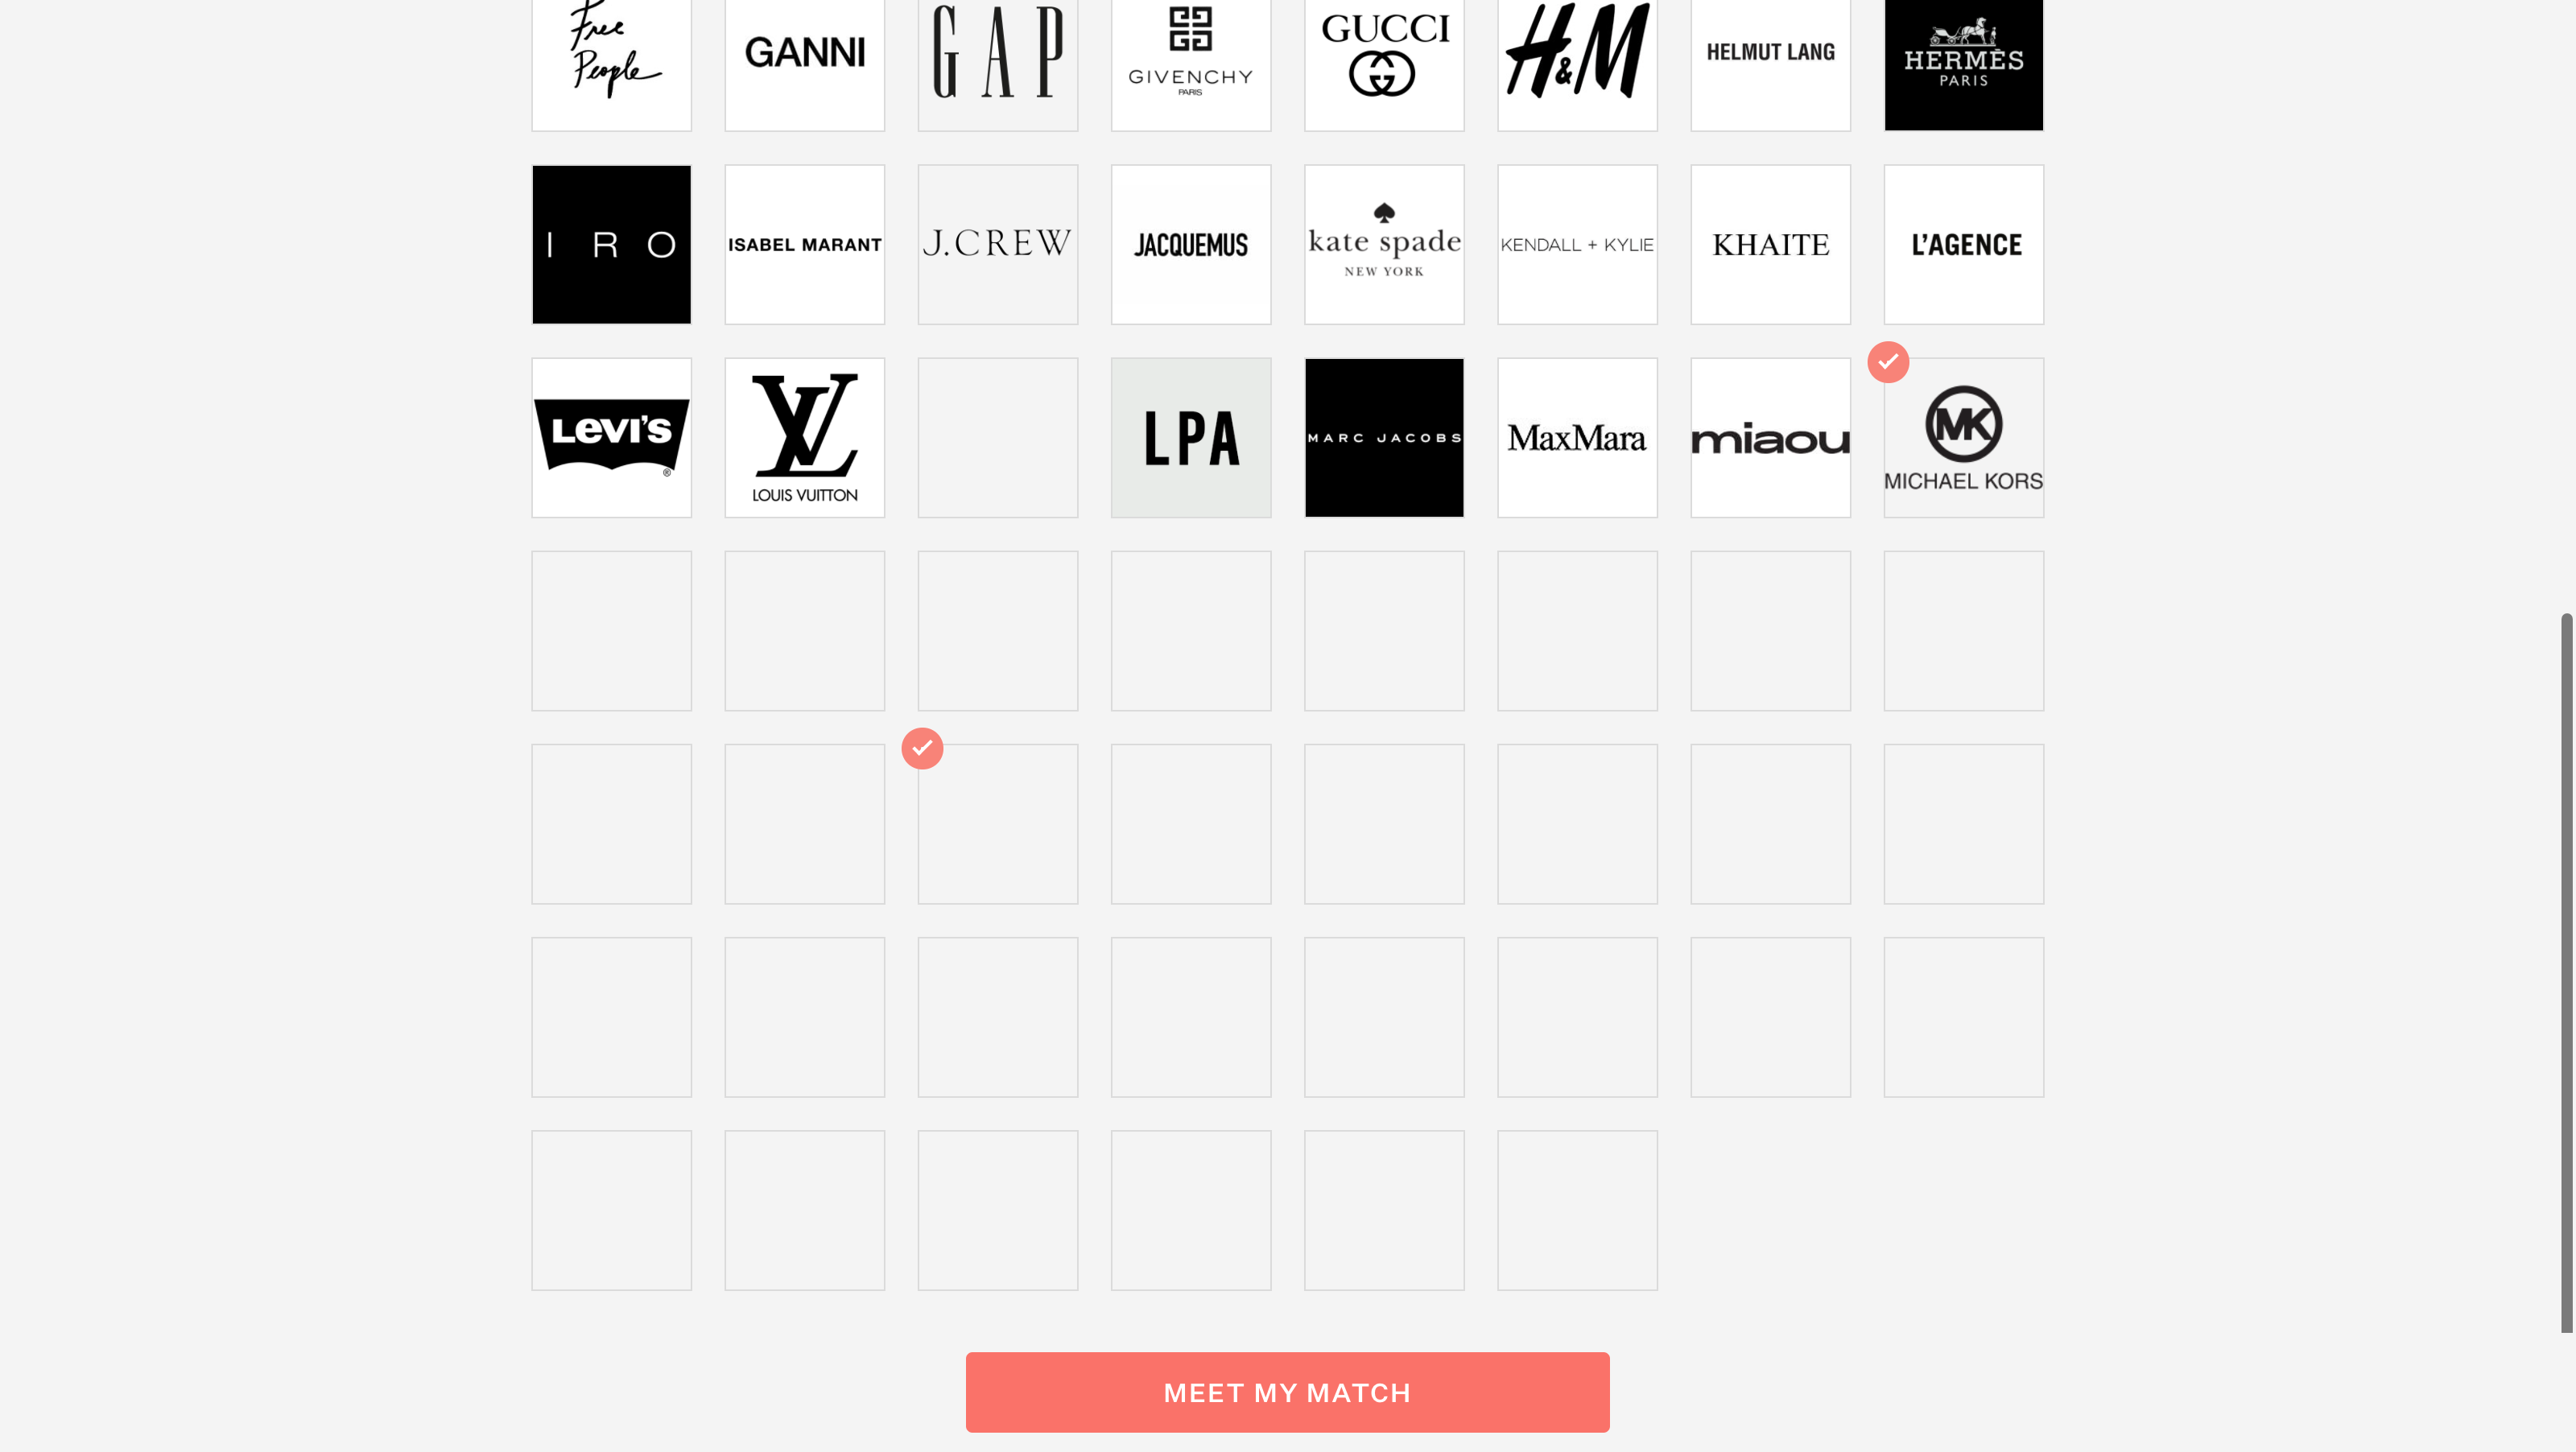 Free
People
GANNI
GAP
GIVENCHY
PARIS
GUCCI
H&M
HELMUT LANG
HERMÈS
PARIS
IRO
ISABEL MARANT
J.CREW
JACQUEMUS
kate spade
NEW YORK
KENDALL + KYLIE
KHAITE
L'AGENCE
Levi's
®
LV
LOUIS VUITTON
LPA
MARC JACOBS
MaxMara
miaou
MK
MICHAEL KORS
MEET MY MATCH